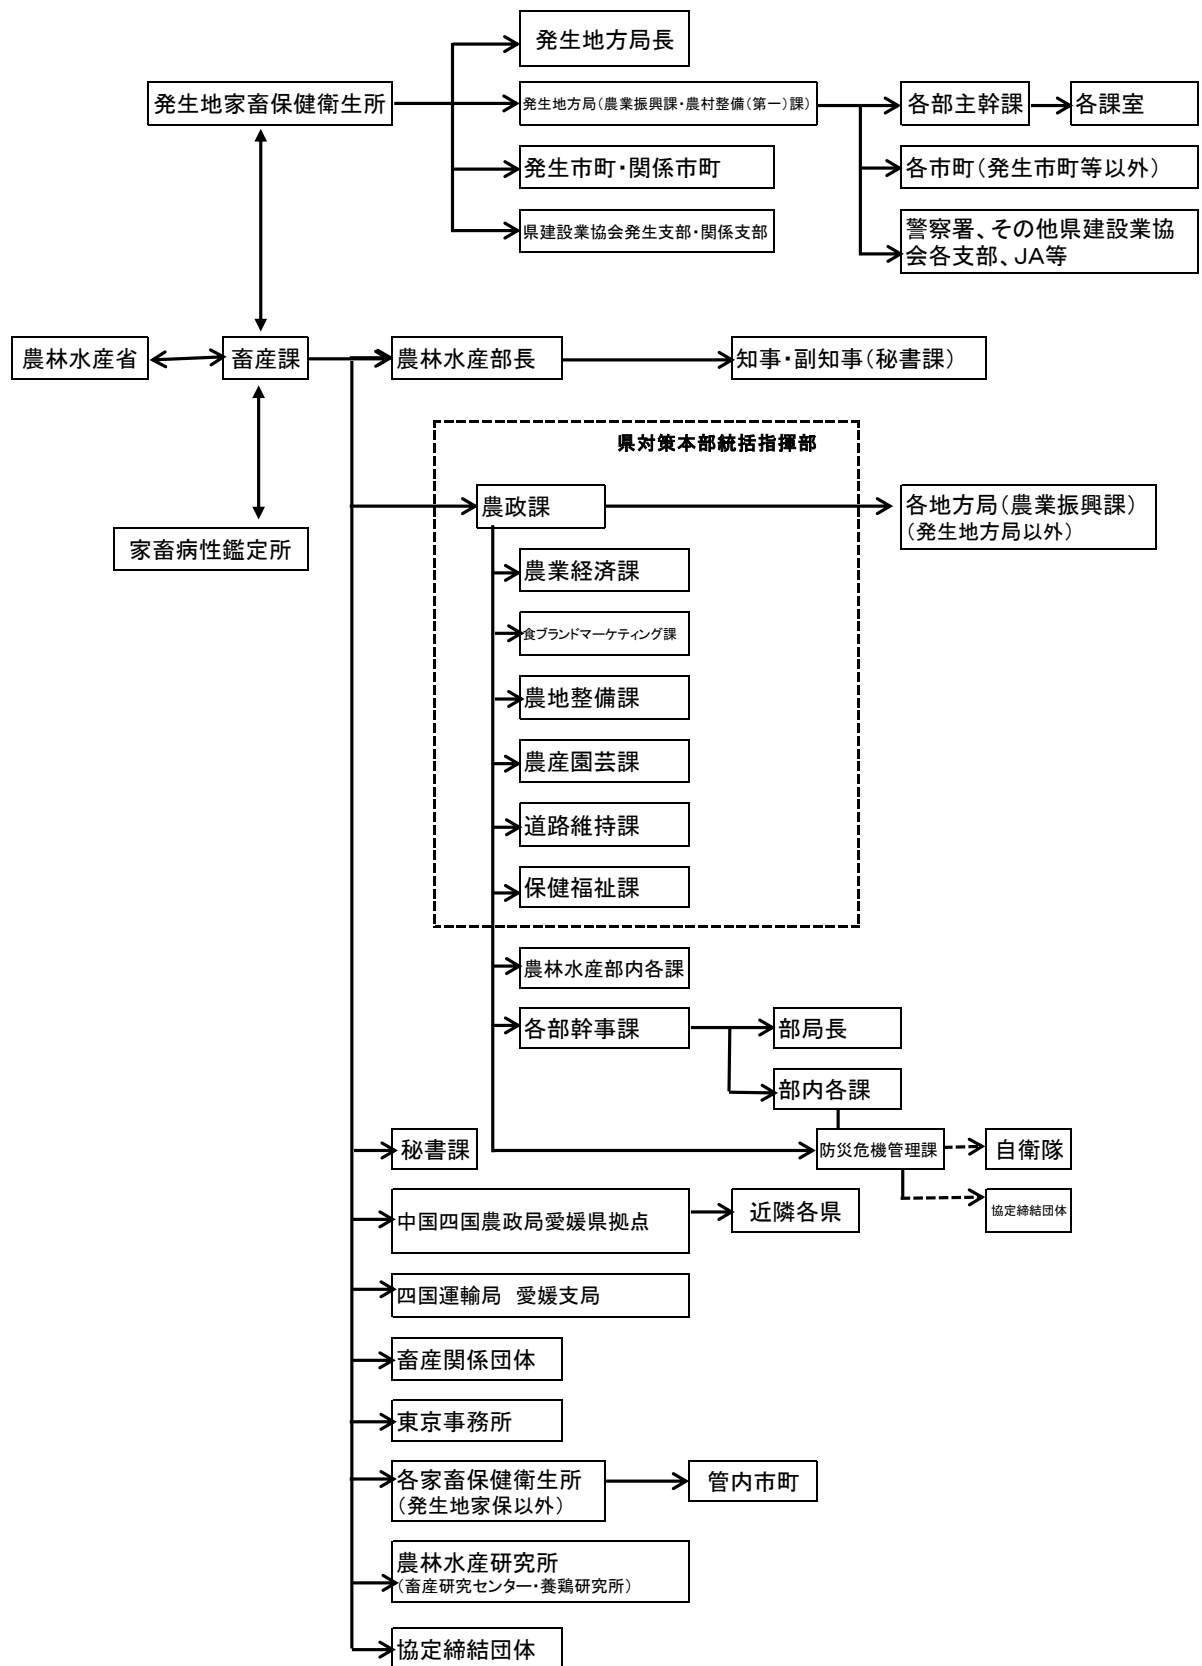 発生地方局長
発生地家畜保健衛生所
発生地方局(農業振興課・農村整備(第一)課)
各部主幹課
各課室
発生市町・関係市町
各市町(発生市町等以外)
県建設業協会発生支部・関係支部
警察署、その他県建設業協
会各支部、JA等
農林水産省
畜産課
農林水産部長
知事・副知事(秘書課)
県対策本部統括指揮部
農政課
各地方局(農業振興課)
(発生地方局以外)
家畜病性鑑定所
農業経済課
食ブランドマーケティング課
農地整備課
農産園芸課
道路維持課
保健福祉課
農林水産部内各課
各部幹事課
部局長
部内各課
秘書課
防災危機管理課
自衛隊
中国四国農政局愛媛県拠点
近隣各県
協定締結団体
四国運輸局 愛媛支局
畜産関係団体
東京事務所
各家畜保健衛生所
(発生地家保以外)
管内市町
農林水産研究所
(畜産研究センター・養鶏研究所)
協定締結団体